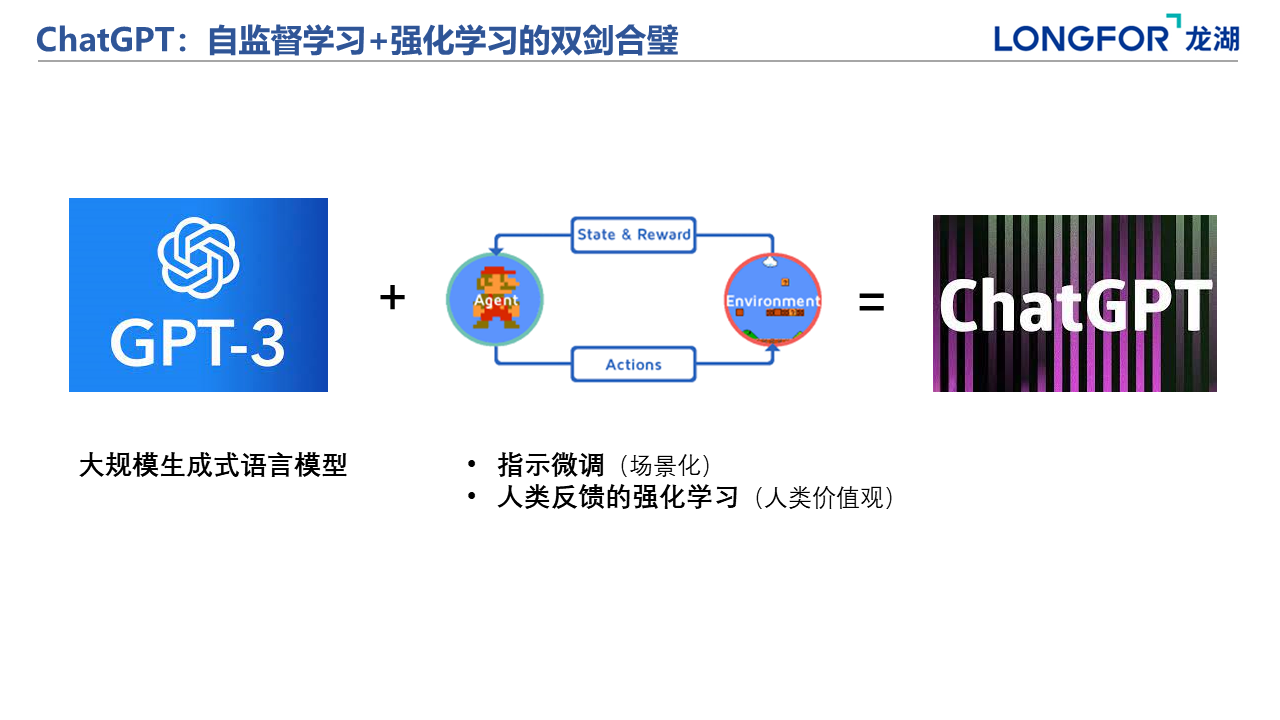 ChatGPT：自监督学习+强化学习的双剑合璧
LONGFOR 龙湖
GPT-3
+
State & Reward
Agent
Environment
Actions
=
ChatGPT
大规模生成式语言模型
• 指示微调（场景化）
• 人类反馈的强化学习（人类价值观）